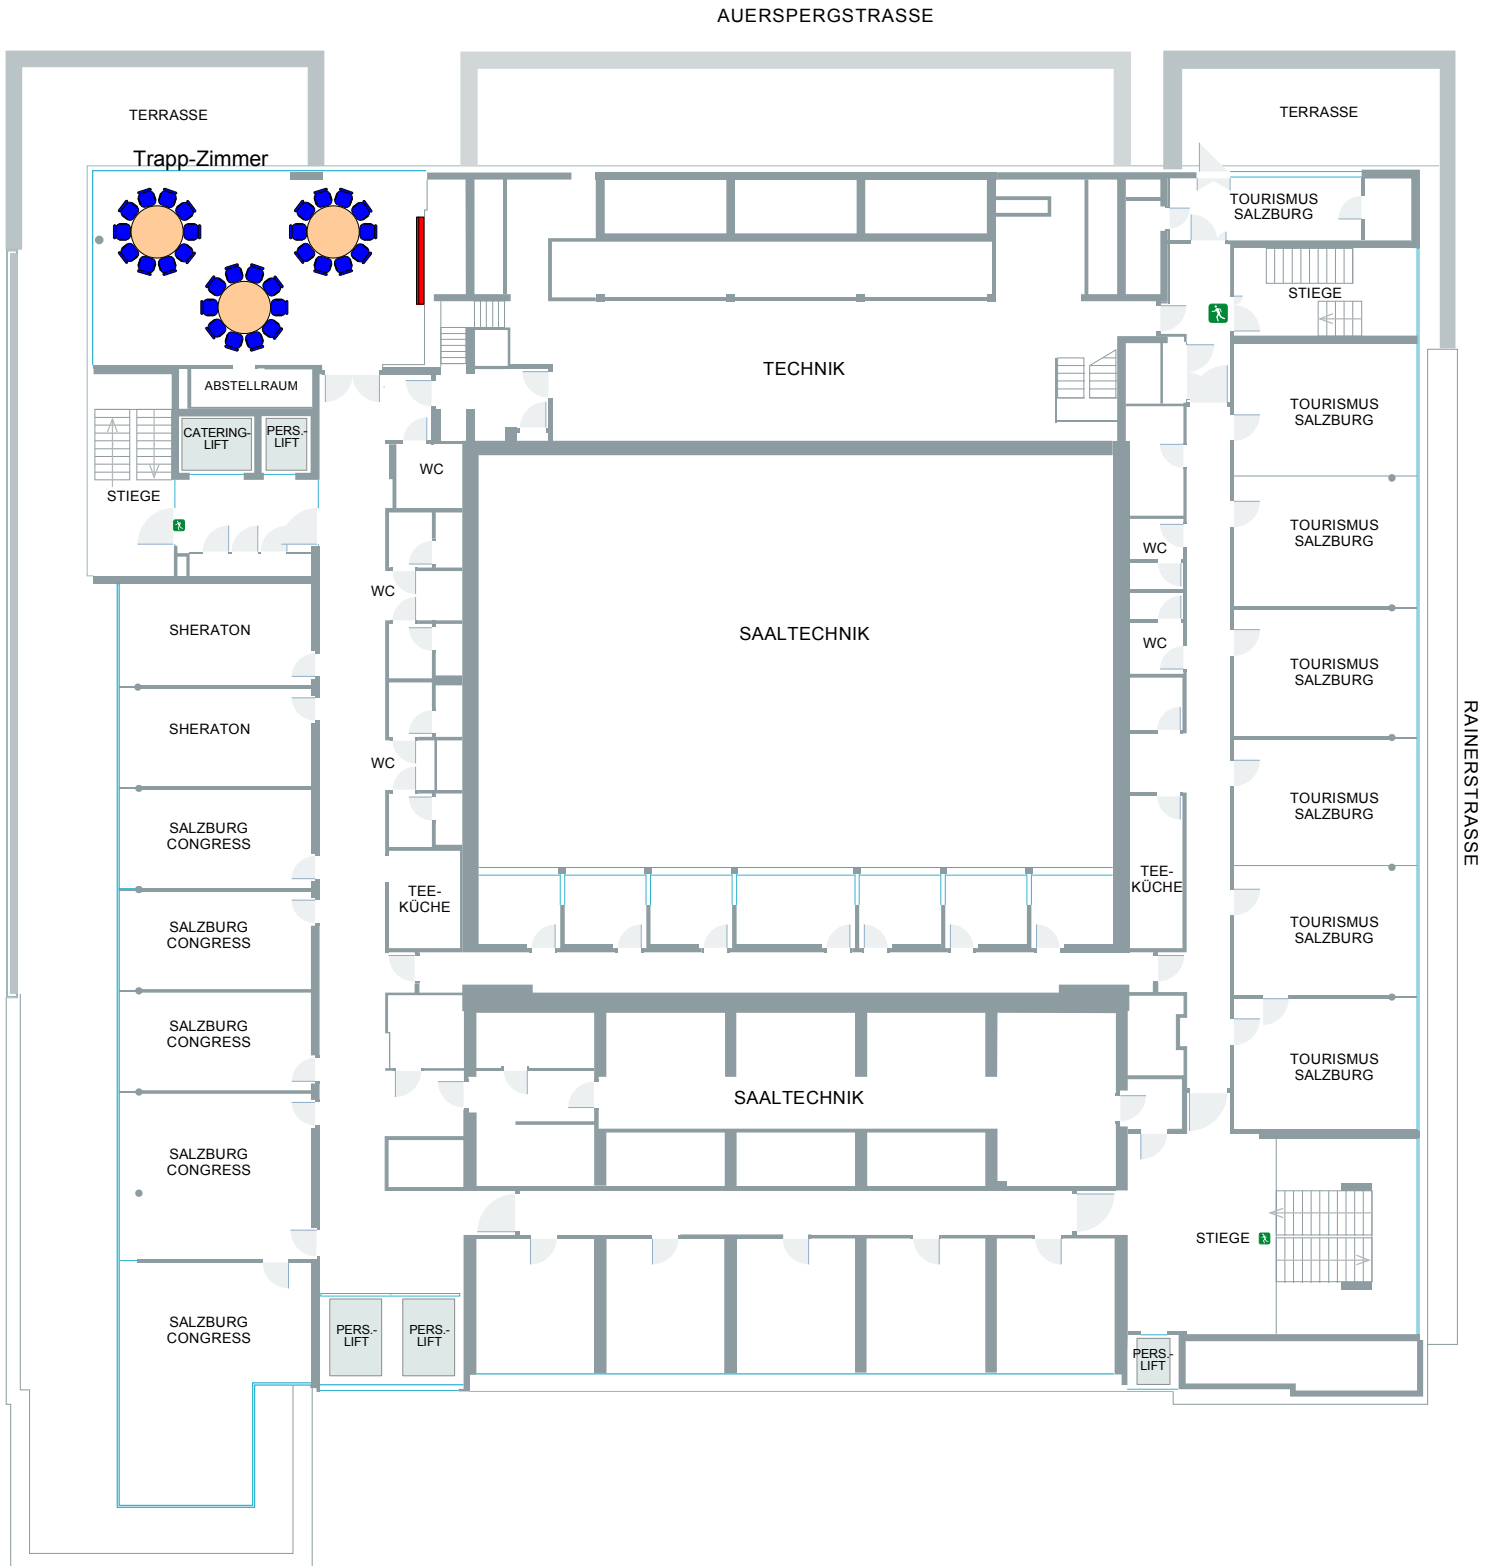 AUERSPERGSTRASSE
TERRASSE
TERRASSE
Trapp-Zimmer
TOURISMUS
SALZBURG
STIEGE
TECHNIK
ABSTELLRAUM
CATERING-
LIFT
PERS.-
LIFT
STIEGE
WC
TOURISMUS
SALZBURG
TOURISMUS
SALZBURG
WC
WC
WC
SHERATON
SAALTECHNIK
TOURISMUS
SALZBURG
SHERATON
WC
RAINERSTRASSE
TOURISMUS
SALZBURG
SALZBURG
CONGRESS
TEE-
KÜCHE
TEE-
KÜCHE
SALZBURG
CONGRESS
TOURISMUS
SALZBURG
SALZBURG
CONGRESS
TOURISMUS
SALZBURG
SAALTECHNIK
SALZBURG
CONGRESS
STIEGE
SALZBURG
CONGRESS
PERS.-
LIFT
PERS.-
LIFT
PERS.-
LIFT